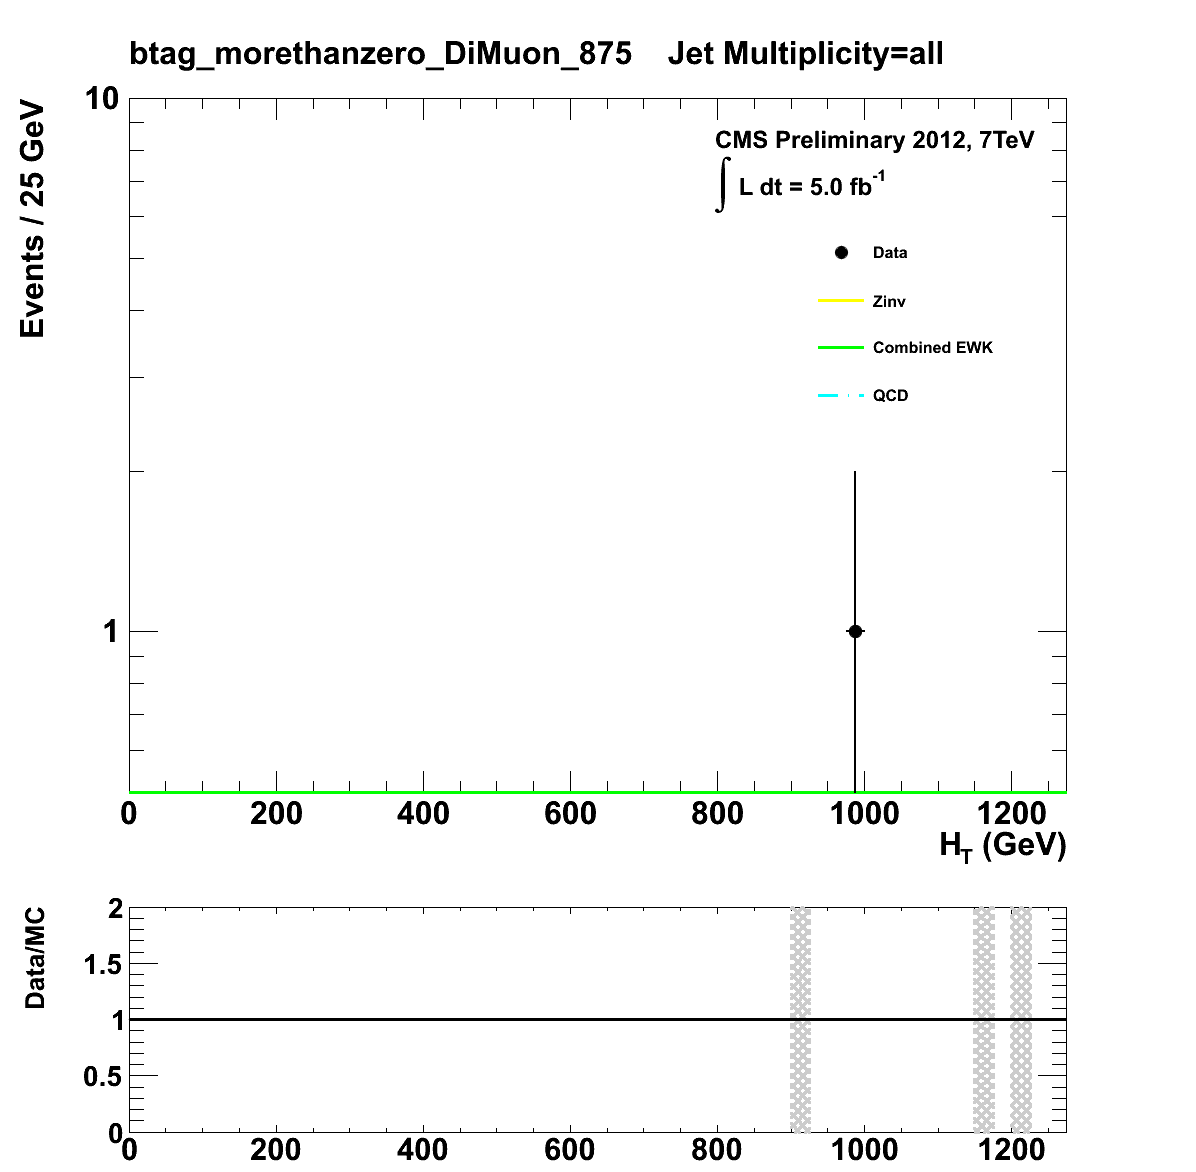 btag_morethanzero_DiMuon_875 Jet Multiplicity=all
Events / 25 GeV
10
1
CMS Preliminary 2012, 7TeV
∫ L dt = 5.0 fb⁻¹
Data
Zinv
Combined EWK
QCD
0 200 400 600 800 1000 1200
H_T (GeV)
Data/MC
2
1.5
1
0.5
0
0 200 400 600 800 1000 1200